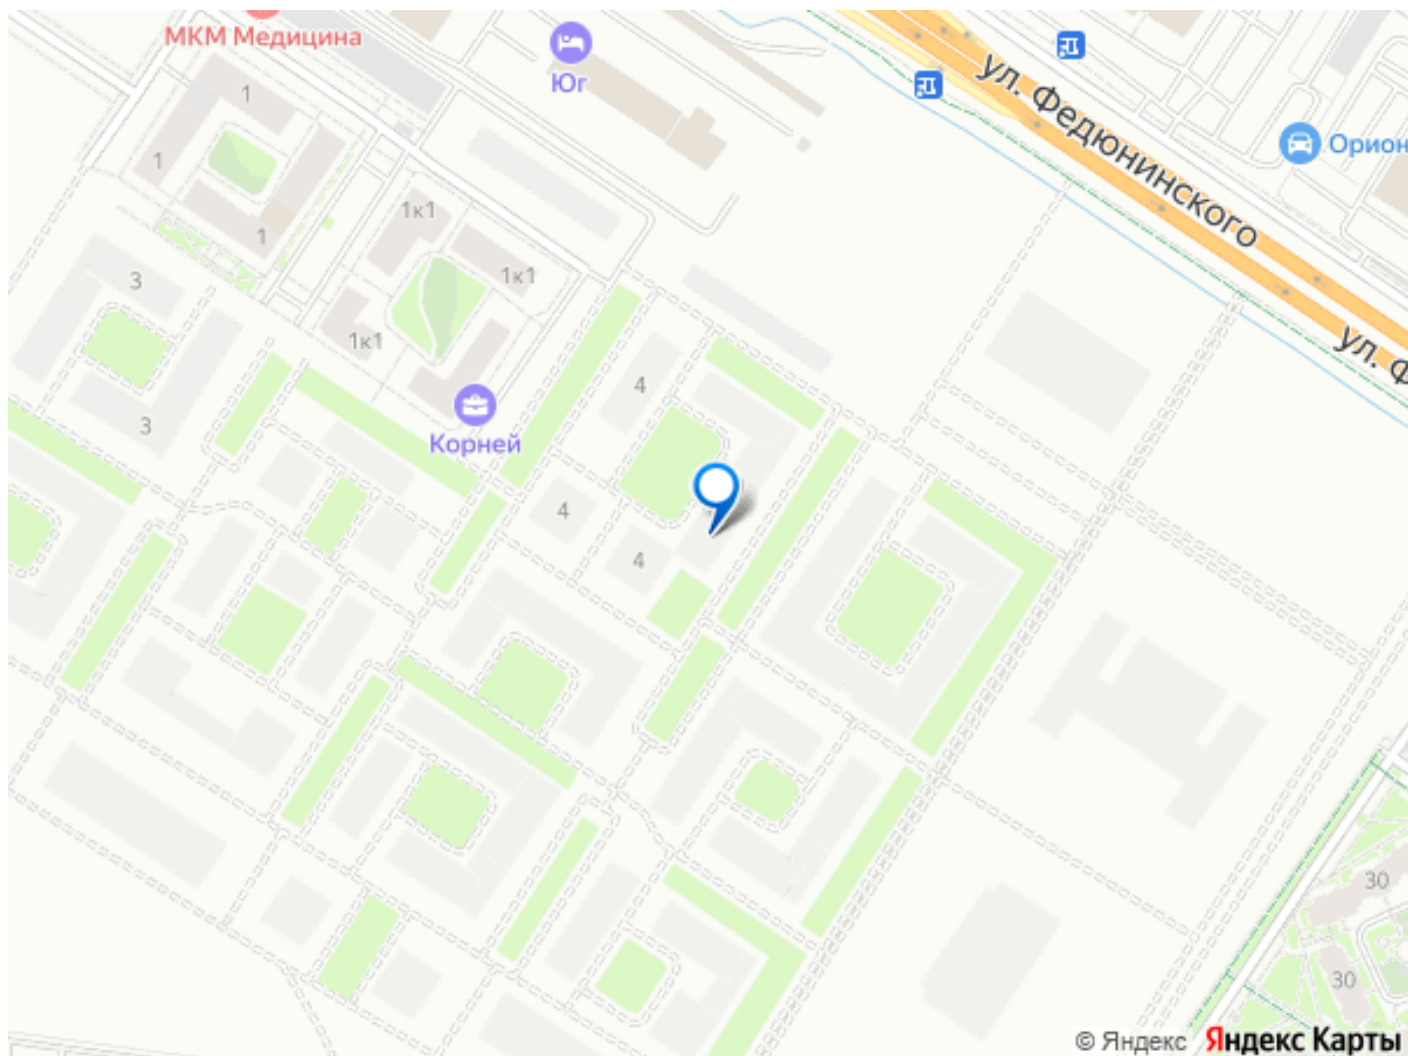 МКМ Медицина
Юг
ул. Федюнинского
Орион
1
1
1
1к1
1к1
1к1
3
3
ул. Ф
4
Корней
4
4
30
30
© Яндекс Яндекс Карты